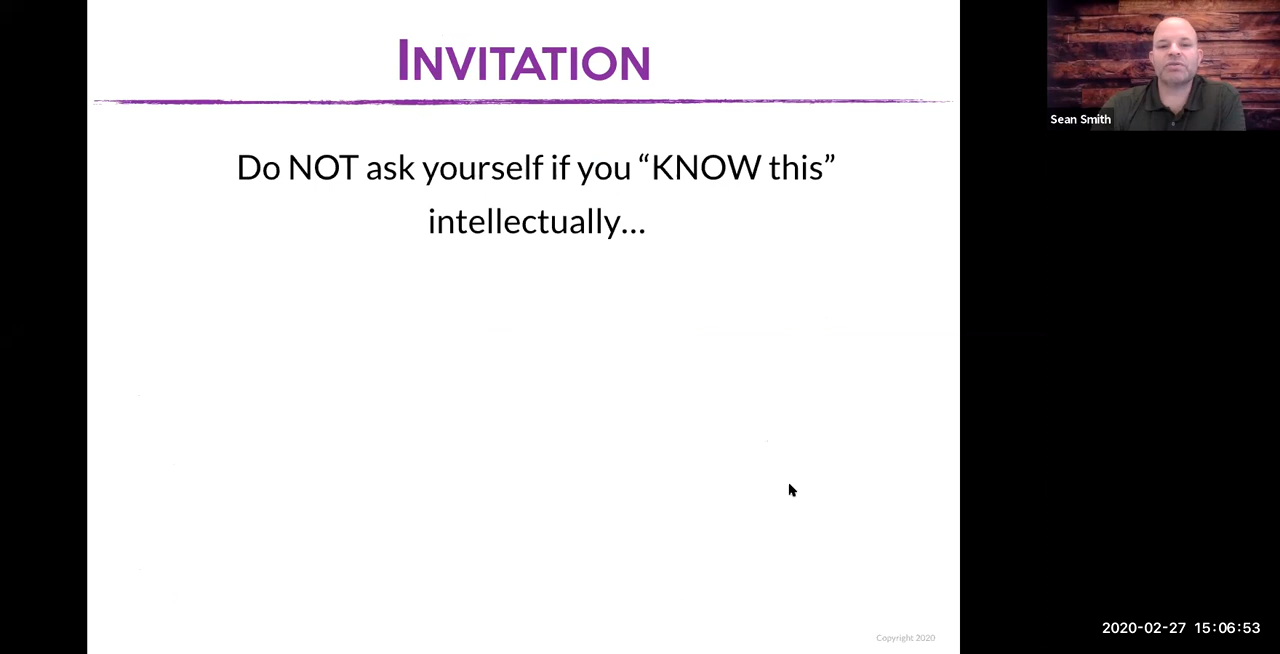 INVITATION
Do NOT ask yourself if you “KNOW this”
intellectually…
Sean Smith
Copyright 2020
2020-02-27 15:06:53